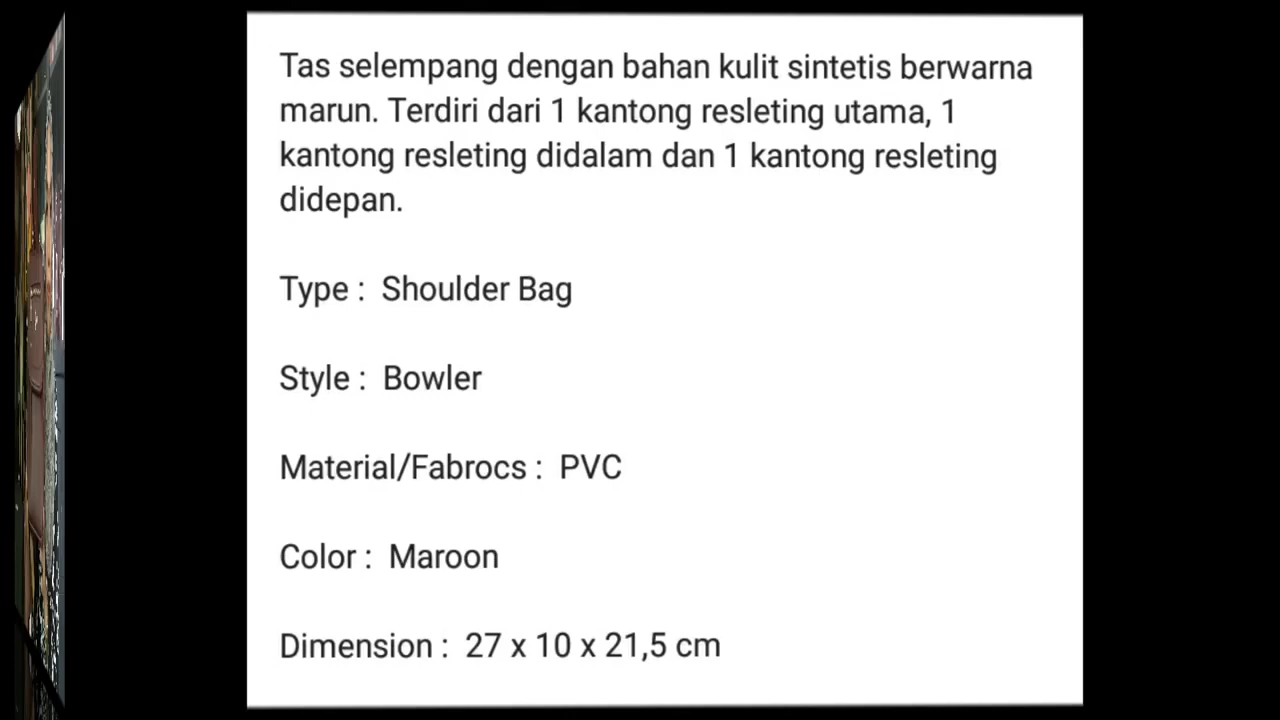 Tas selempang dengan bahan kulit sintetis berwarna
marun. Terdiri dari 1 kantong resleting utama, 1
kantong resleting didalam dan 1 kantong resleting
didepan.
Type : Shoulder Bag
Style : Bowler
Material/Fabrocs : PVC
Color : Maroon
Dimension : 27 x 10 x 21,5 cm